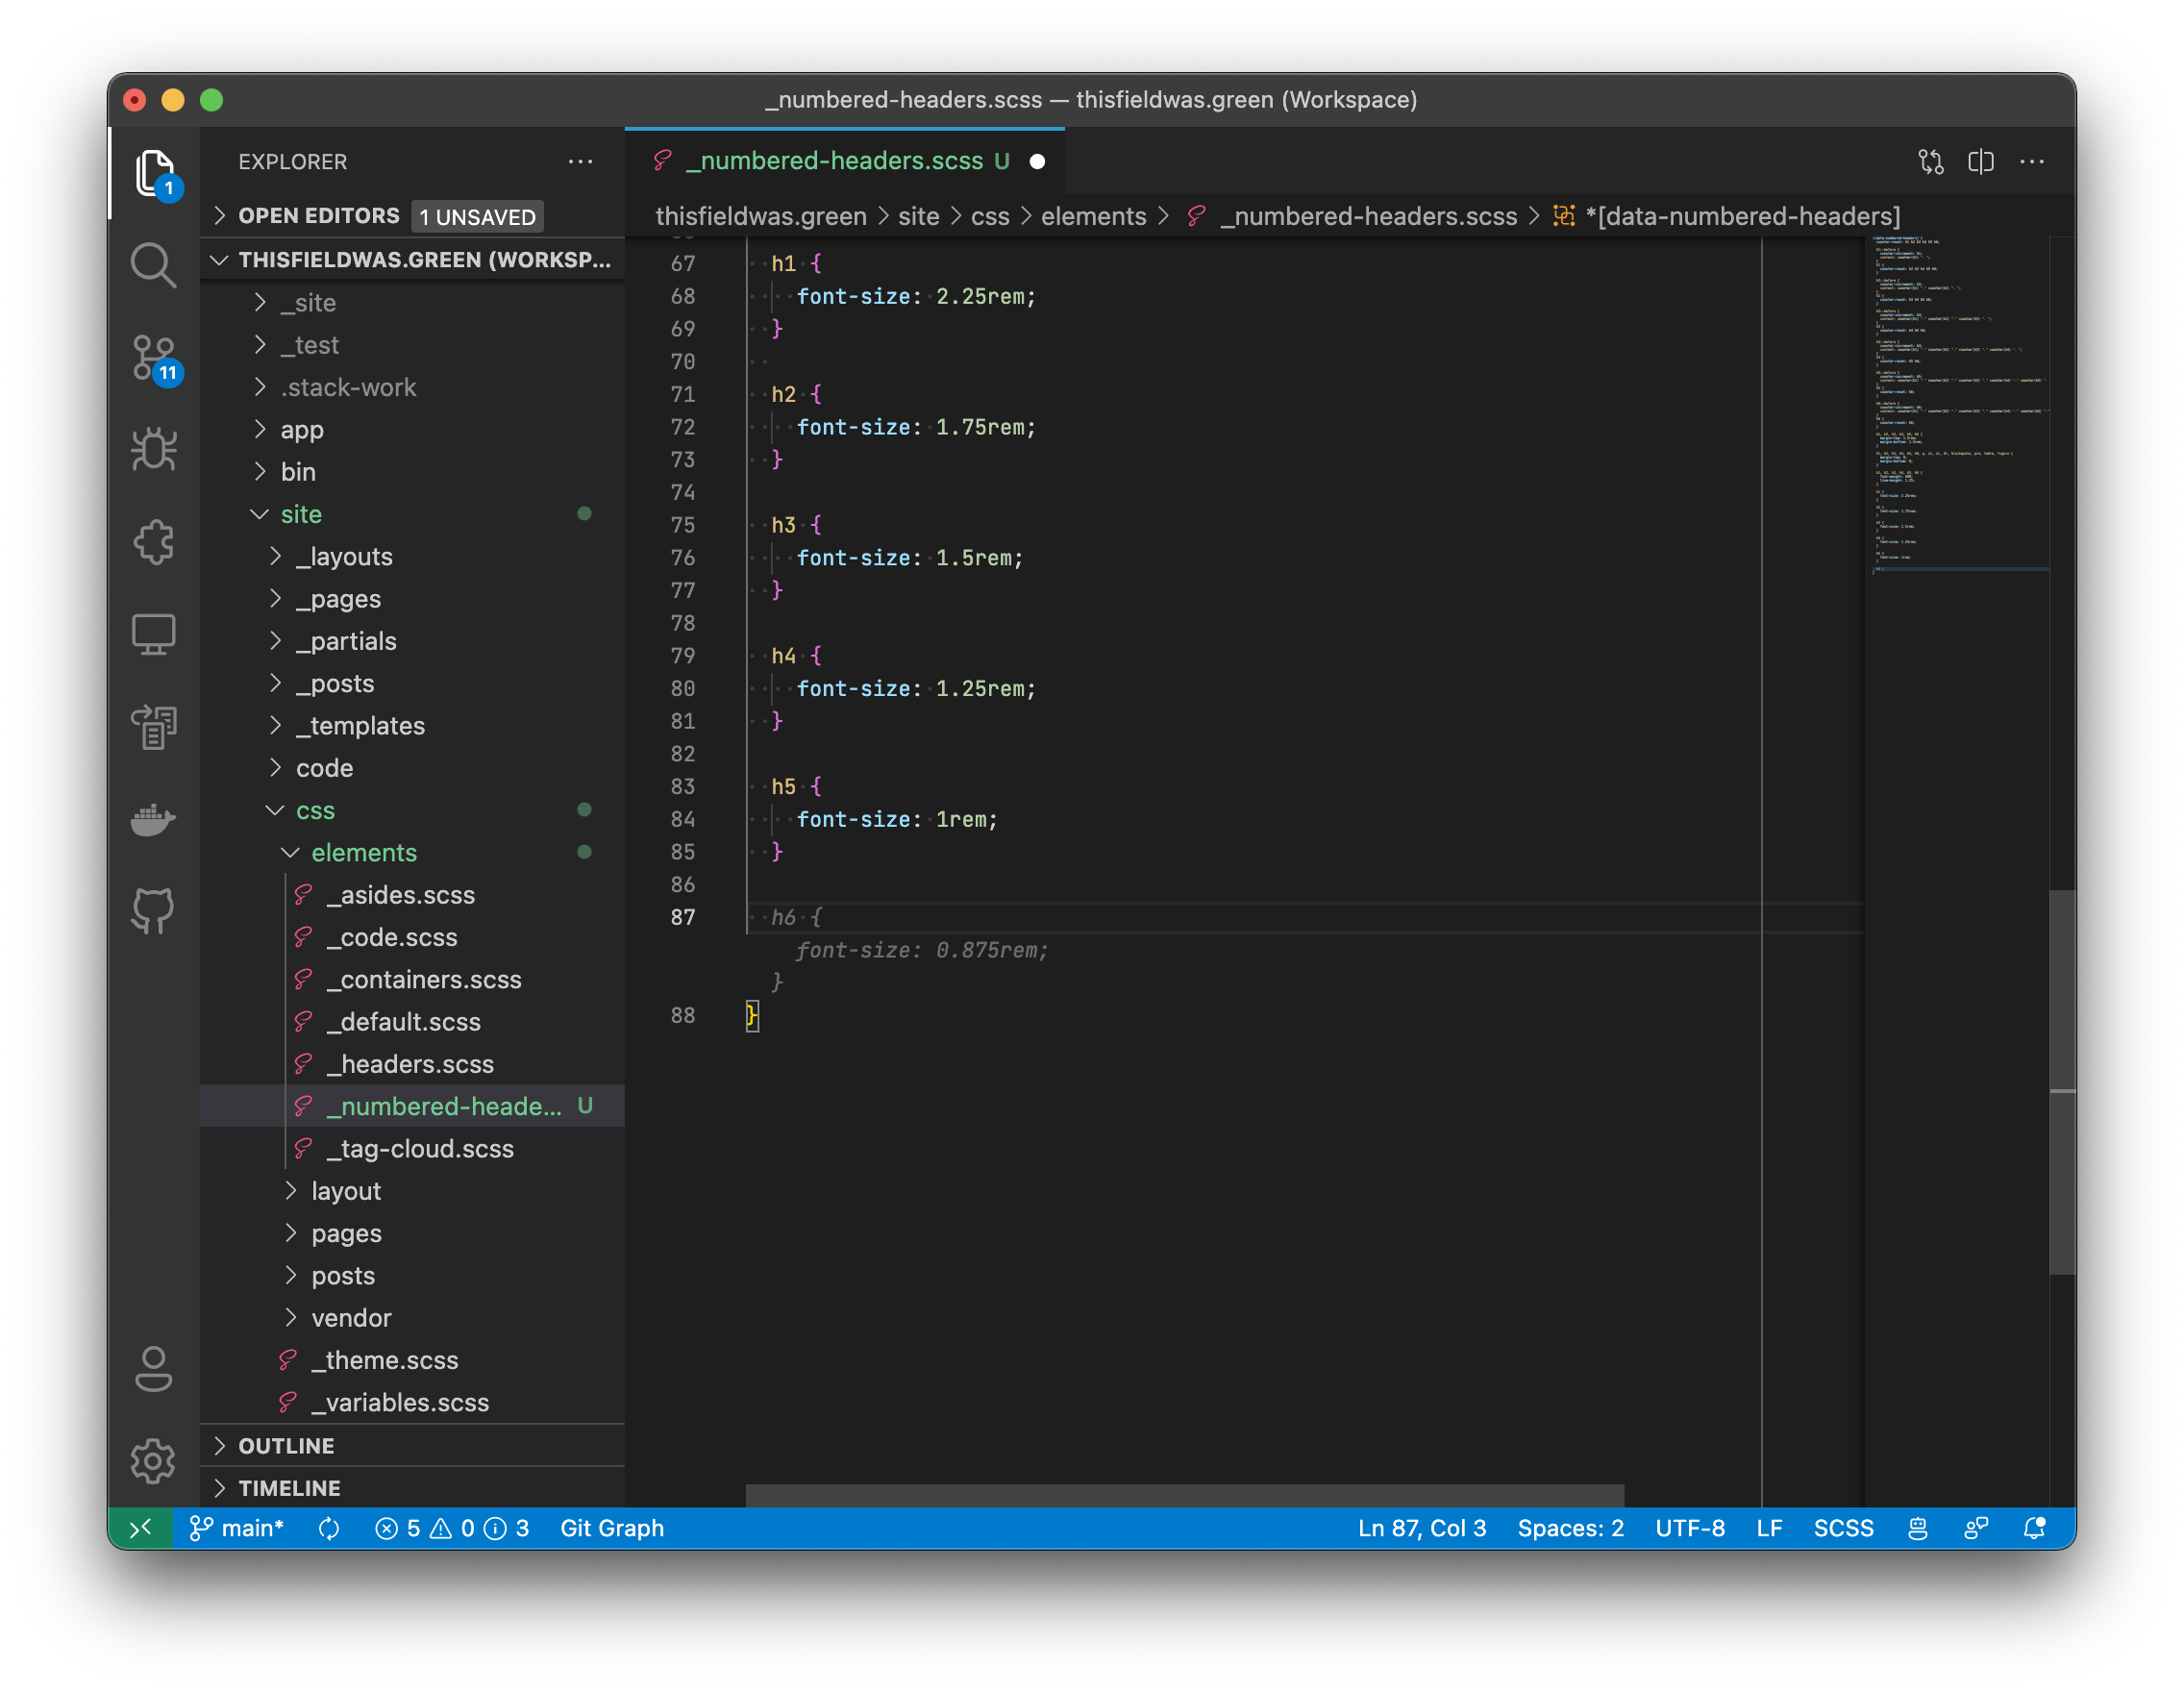 _numbered-headers.scss — thisfieldwas.green (Workspace)
EXPLORER
1
OPEN EDITORS 1 UNSAVED
THISFIELDWAS.GREEN (WORKSP...
_site
_test
.stack-work
11
app
bin
site
_layouts
_pages
_partials
_posts
_templates
code
css
elements
_asides.scss
_code.scss
_containers.scss
_default.scss
_headers.scss
_numbered-heade... U
_tag-cloud.scss
layout
pages
posts
vendor
_theme.scss
_variables.scss
OUTLINE
TIMELINE
_numbered-headers.scss U
thisfieldwas.green > site > css > elements > _numbered-headers.scss > *[data-numbered-headers]
67 h1 {
68 font-size: 2.25rem;
69 }
70
71 h2 {
72 font-size: 1.75rem;
73 }
74
75 h3 {
76 font-size: 1.5rem;
77 }
78
79 h4 {
80 font-size: 1.25rem;
81 }
82
83 h5 {
84 font-size: 1rem;
85 }
86
87 h6 {
font-size: 0.875rem;
}
88 }
main* 5 0 3 Git Graph Ln 87, Col 3 Spaces: 2 UTF-8 LF SCSS